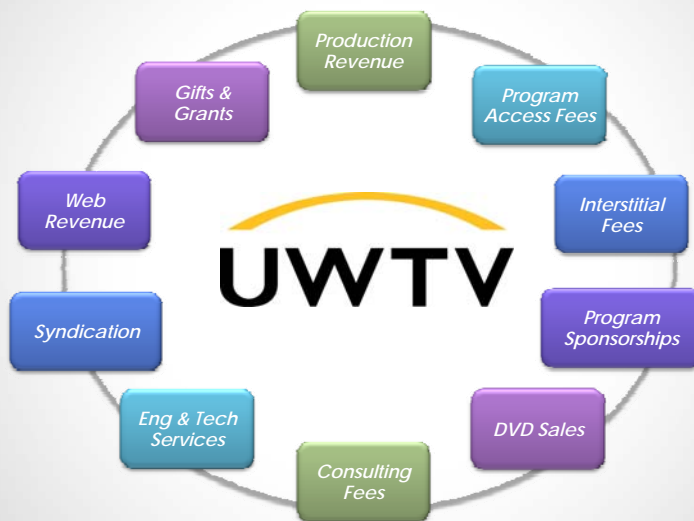 Production
Revenue
Program
Access Fees
Interstitial
Fees
Program
Sponsorships
DVD Sales
Consulting
Fees
Eng & Tech
Services
Syndication
Web
Revenue
Gifts &
Grants
UWTV